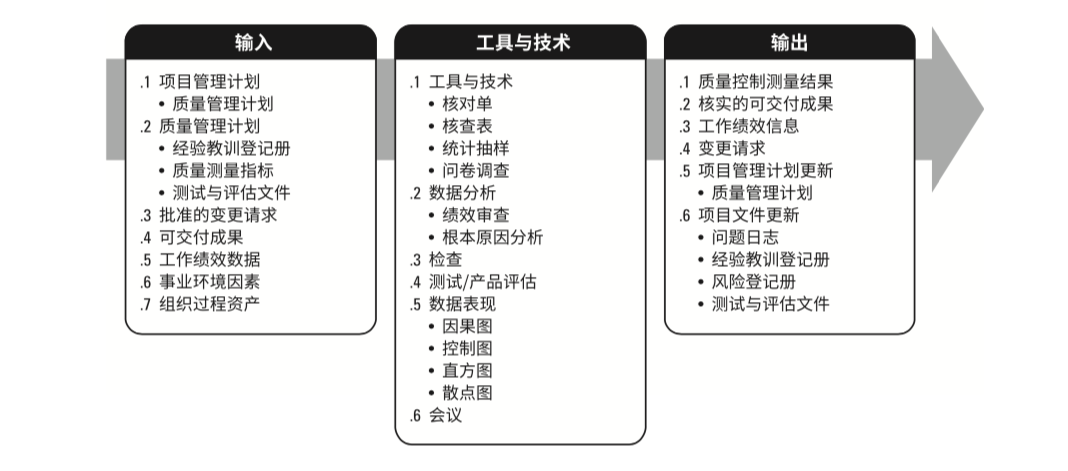 输入
.1 项目管理计划
• 质量管理计划
.2 质量管理计划
• 经验教训登记册
• 质量测量指标
• 测试与评估文件
.3 批准的变更请求
.4 可交付成果
.5 工作绩效数据
.6 事业环境因素
.7 组织过程资产
工具与技术
.1 工具与技术
• 核对单
• 核查表
• 统计抽样
• 问卷调查
.2 数据分析
• 绩效审查
• 根本原因分析
.3 检查
.4 测试/产品评估
.5 数据表现
• 因果图
• 控制图
• 直方图
• 散点图
.6 会议
输出
.1 质量控制测量结果
.2 核实的可交付成果
.3 工作绩效信息
.4 变更请求
.5 项目管理计划更新
• 质量管理计划
.6 项目文件更新
• 问题日志
• 经验教训登记册
• 风险登记册
• 测试与评估文件